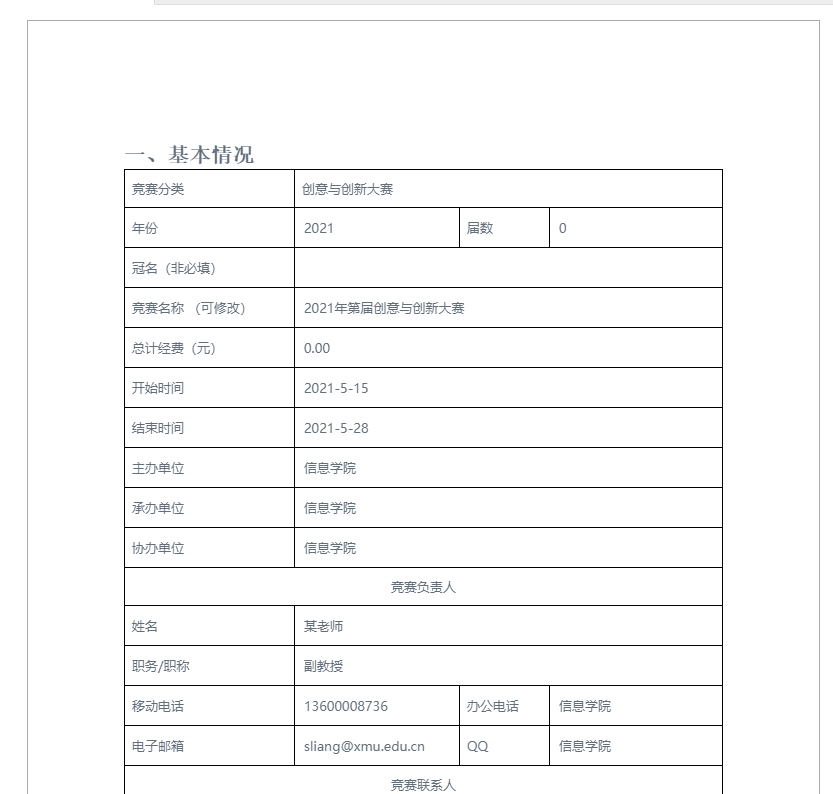 一、基本情况
竞赛分类 创意与创新大赛
年份 2021 届数 0
冠名（非必填）
竞赛名称 （可修改） 2021年第届创意与创新大赛
总计经费（元） 0.00
开始时间 2021-5-15
结束时间 2021-5-28
主办单位 信息学院
承办单位 信息学院
协办单位 信息学院
竞赛负责人
姓名 某老师
职务/职称 副教授
移动电话 13600008736 办公电话 信息学院
电子邮箱 sliang@xmu.edu.cn QQ 信息学院
竞赛联系人